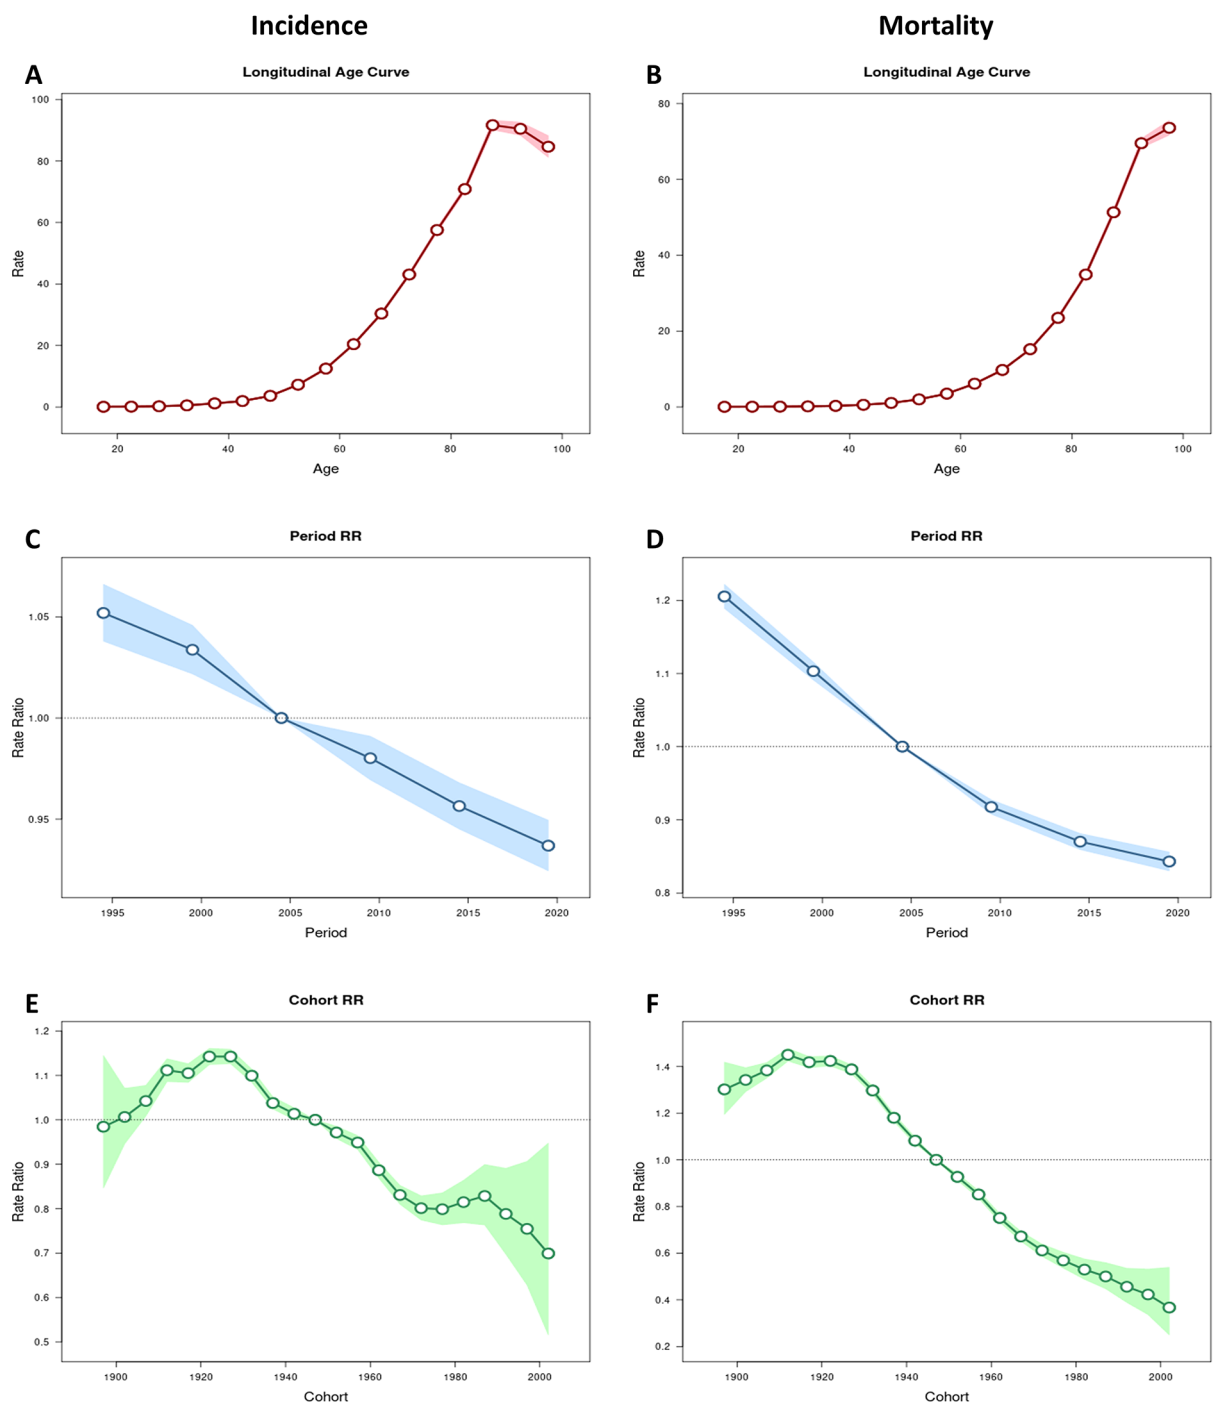 Incidence
Mortality
A
Longitudinal Age Curve
100
80
60
40
20
0
Rate
20 40 60 80 100
Age
B
Longitudinal Age Curve
80
60
40
20
0
Rate
20 40 60 80 100
Age
C
Period RR
1.05
1.00
0.95
Rate Ratio
1995 2000 2005 2010 2015 2020
Period
D
Period RR
1.2
1.1
1.0
0.9
0.8
Rate Ratio
1995 2000 2005 2010 2015 2020
Period
E
Cohort RR
1.2
1.1
1.0
0.9
0.8
0.7
0.6
0.5
Rate Ratio
1900 1920 1940 1960 1980 2000
Cohort
F
Cohort RR
1.4
1.2
1.0
0.8
0.6
0.4
0.2
Rate Ratio
1900 1920 1940 1960 1980 2000
Cohort